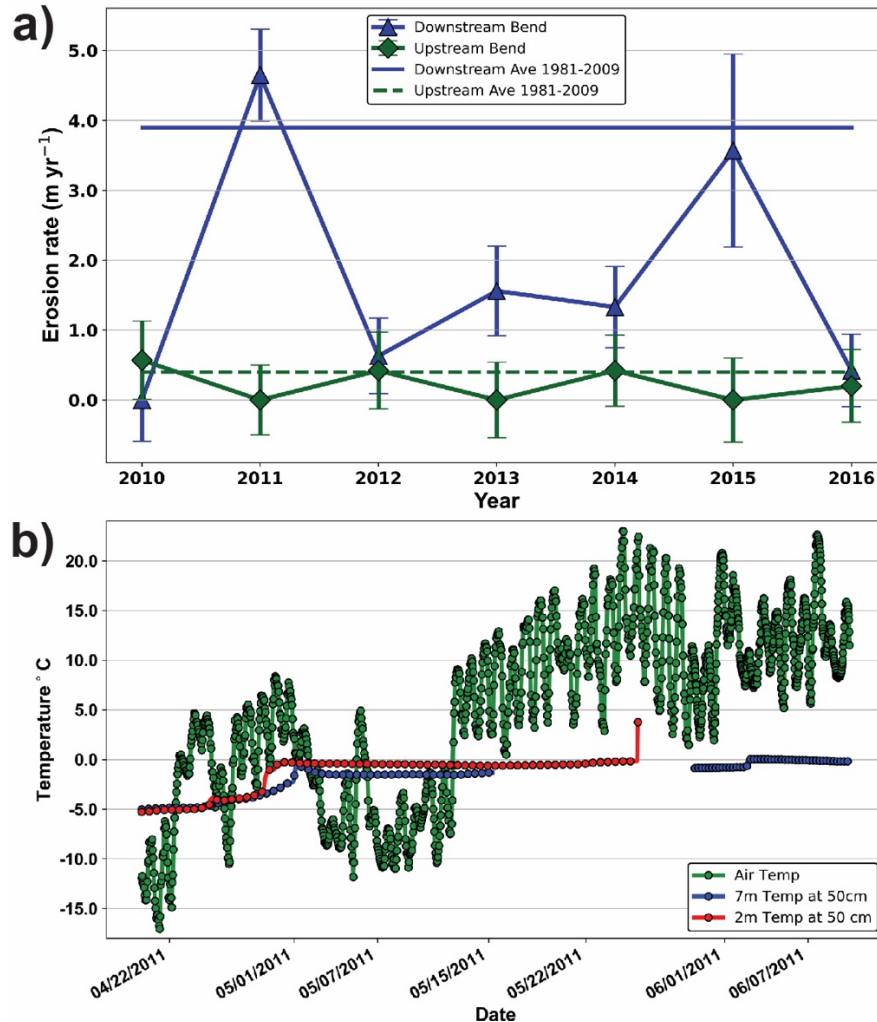 a)
Downstream Bend
Upstream Bend
Downstream Ave 1981-2009
Upstream Ave 1981-2009
5.0
4.0
3.0
2.0
1.0
0.0
Erosion rate (m yr⁻¹)
2010 2011 2012 2013 2014 2015 2016
Year
b)
20.0
15.0
10.0
5.0
0.0
-5.0
-10.0
-15.0
Temperature° C
Air Temp
7m Temp at 50cm
2m Temp at 50 cm
04/22/2011 05/01/2011 05/07/2011 05/15/2011 05/22/2011 06/01/2011 06/07/2011
Date